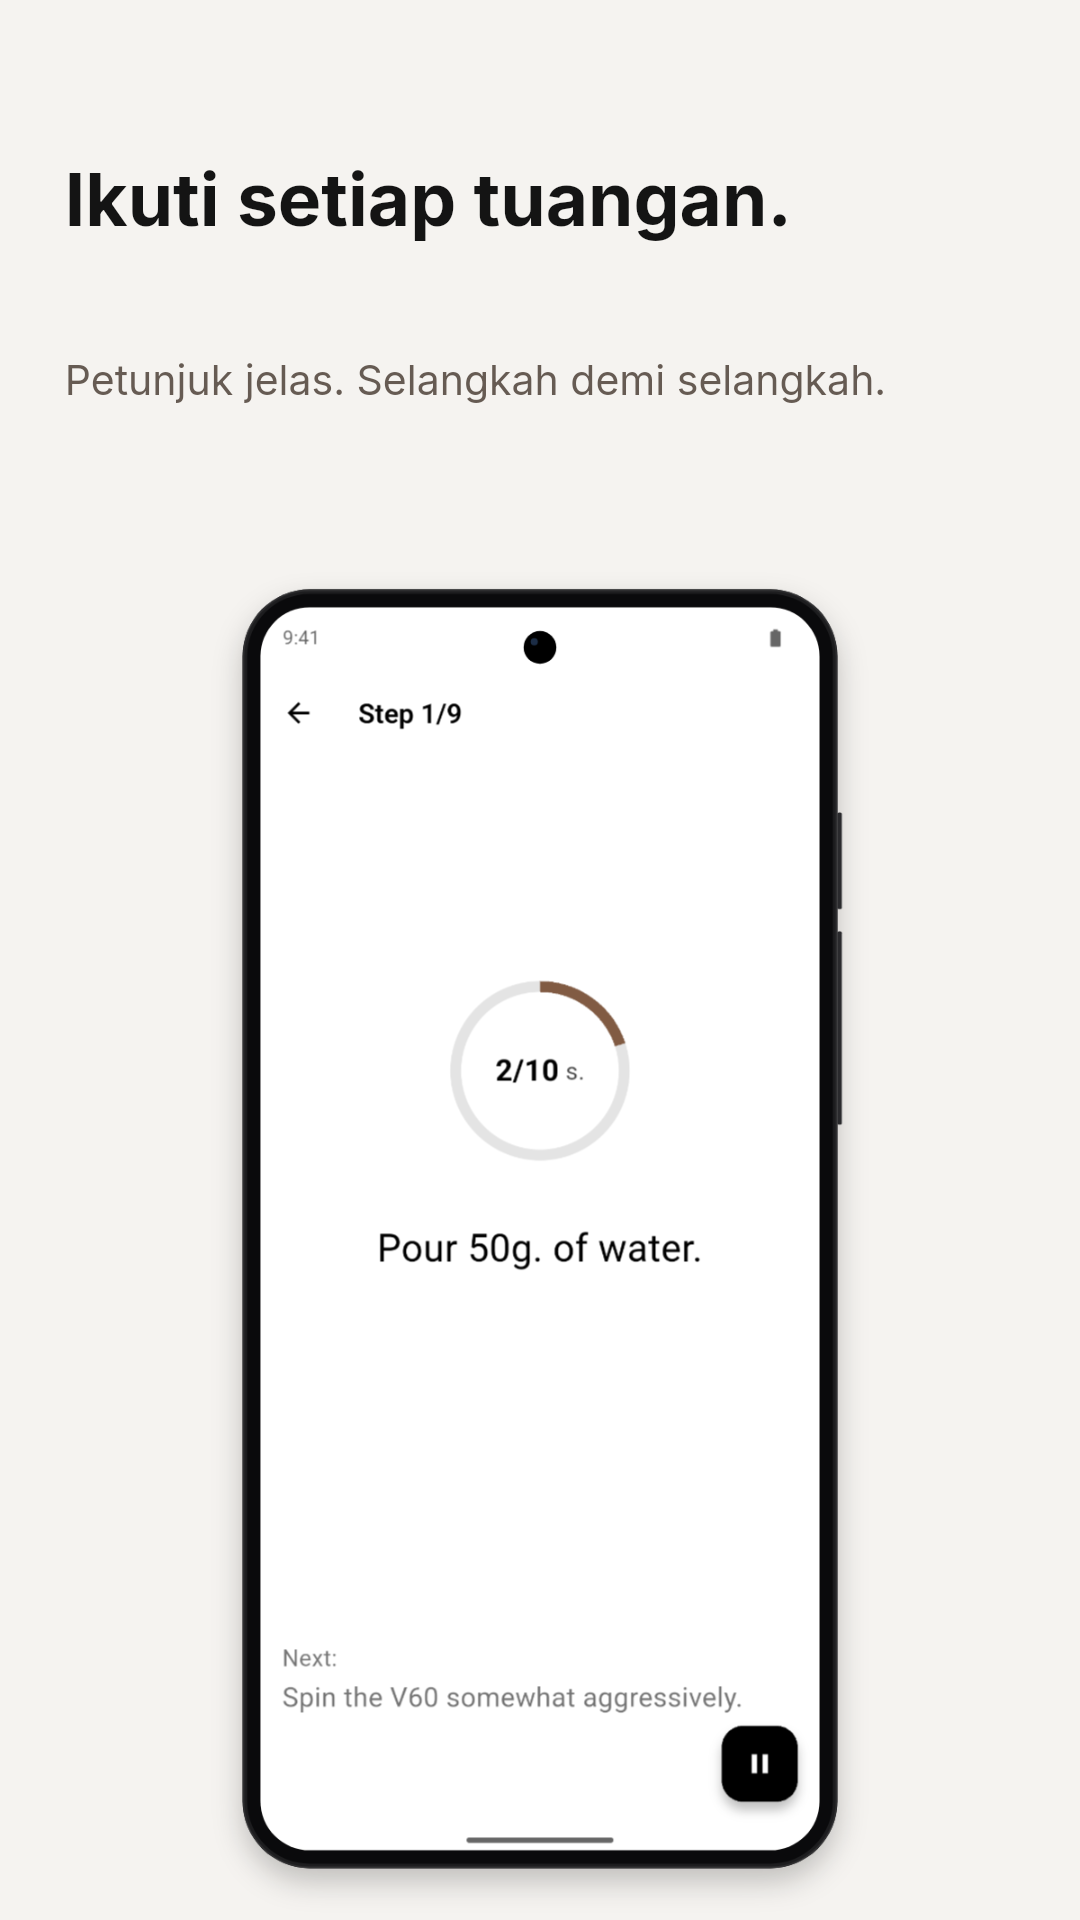 Ikuti setiap tuangan.
Petunjuk jelas. Selangkah demi selangkah.
9:41
Step 1/9
2/10 s.
Pour 50g. of water.
Next:
Spin the V60 somewhat aggressively.